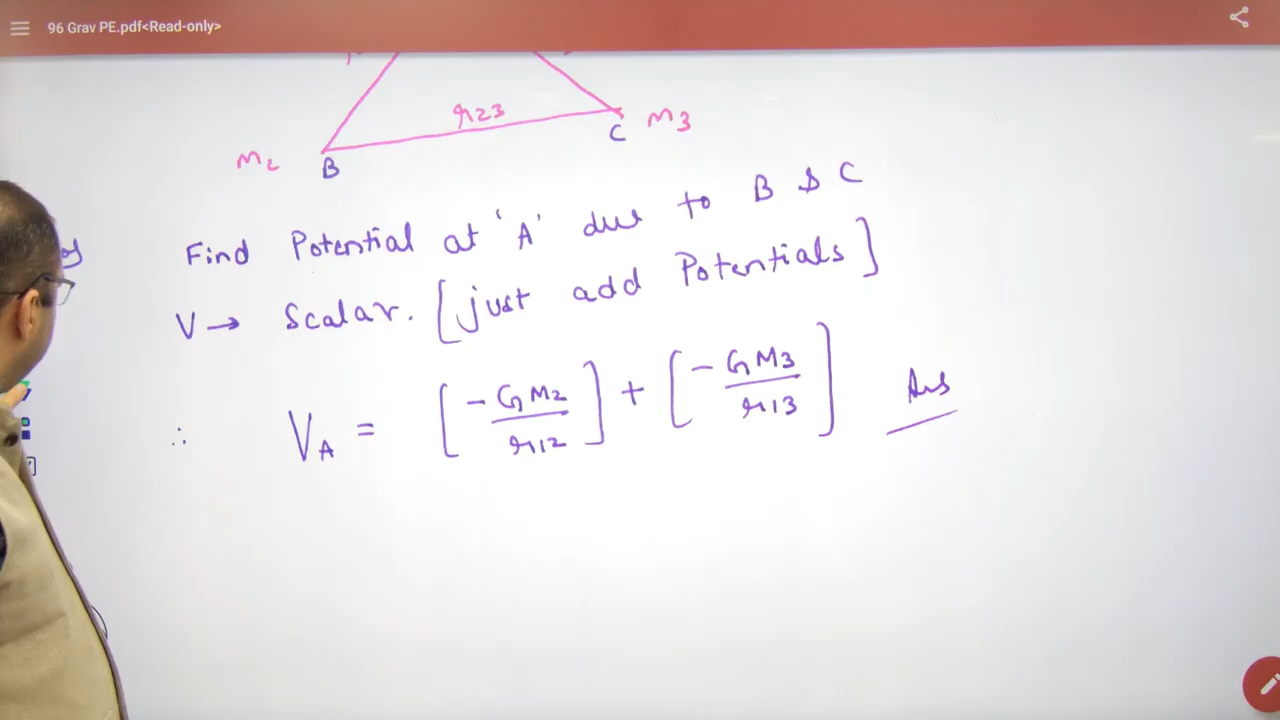 96 Grav PE.pdf<Read-only>
r23
M2 B C M3
Find Potential at 'A' due to B & C
V → Scalar. [just add Potentials]
∴ VA = [-GM2/r12] + [-GM3/r13] Ans